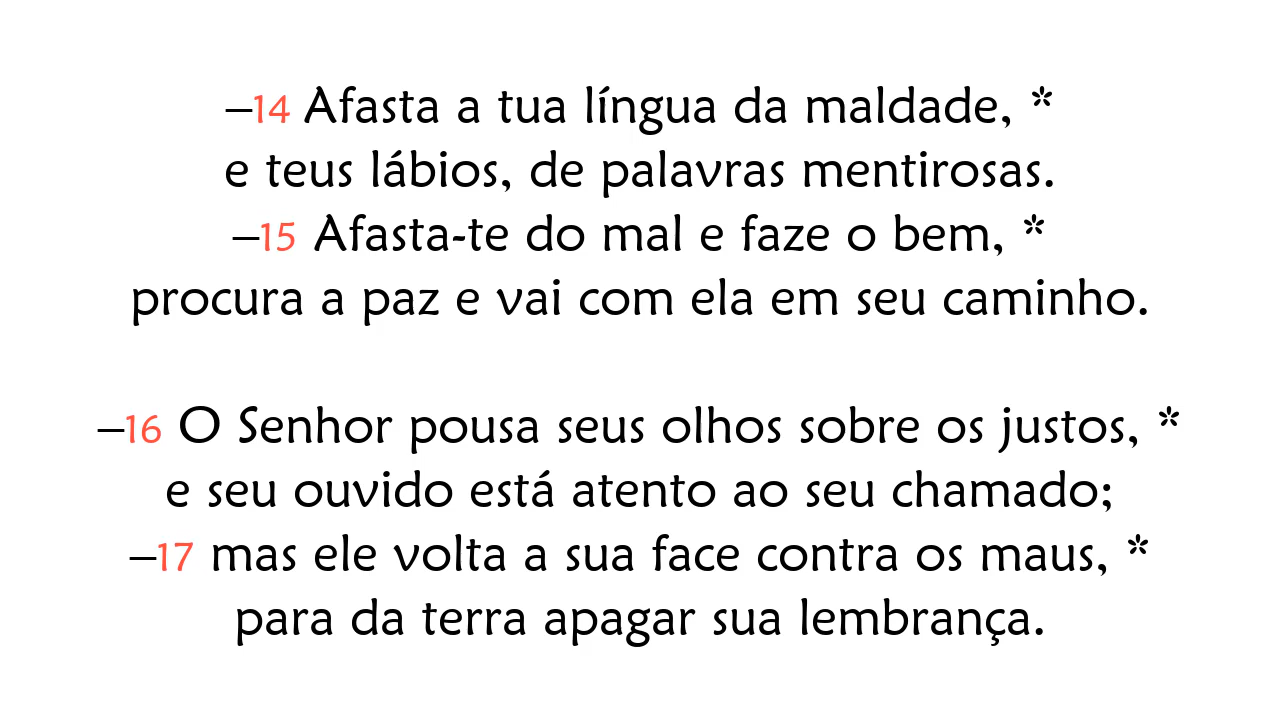 –14 Afasta a tua língua da maldade, *
e teus lábios, de palavras mentirosas.
–15 Afasta-te do mal e faze o bem, *
procura a paz e vai com ela em seu caminho.
–16 O Senhor pousa seus olhos sobre os justos, *
e seu ouvido está atento ao seu chamado;
–17 mas ele volta a sua face contra os maus, *
para da terra apagar sua lembrança.